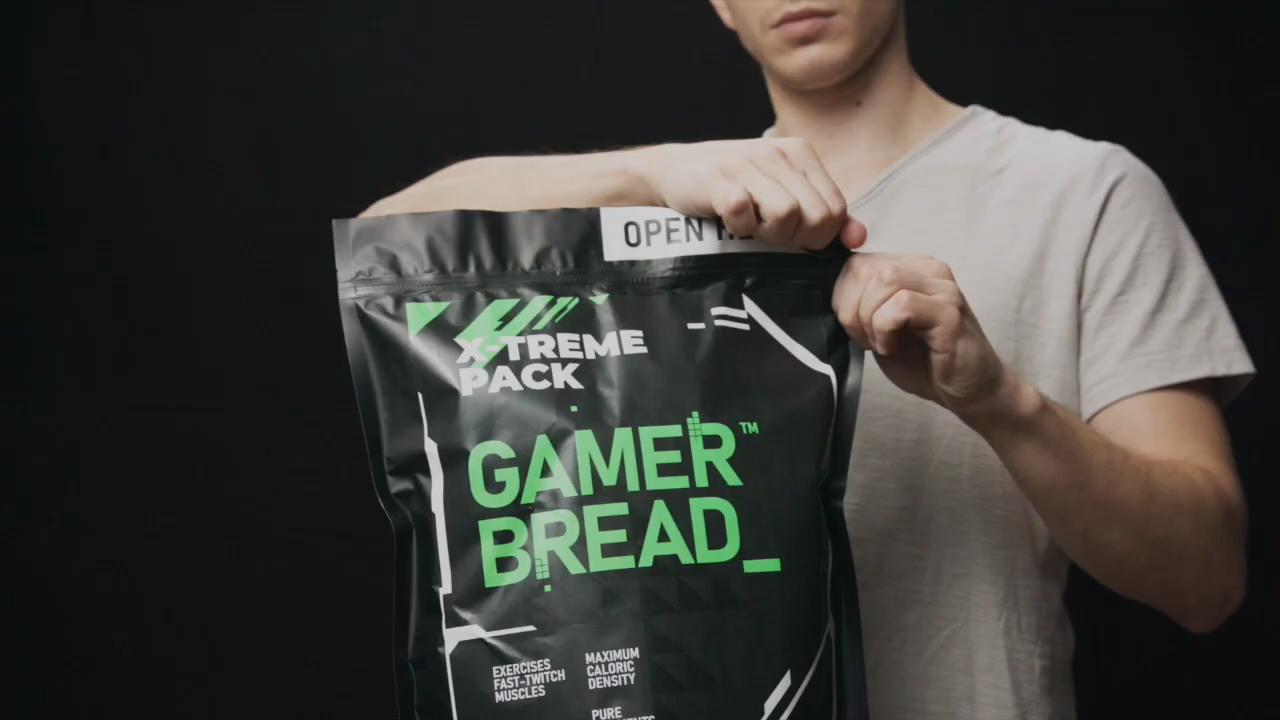 OPEN
X-TREME
PACK
GAMER™
BREAD_
EXERCISES
FAST-TWITCH
MUSCLES
MAXIMUM
CALORIC
DENSITY
PURE